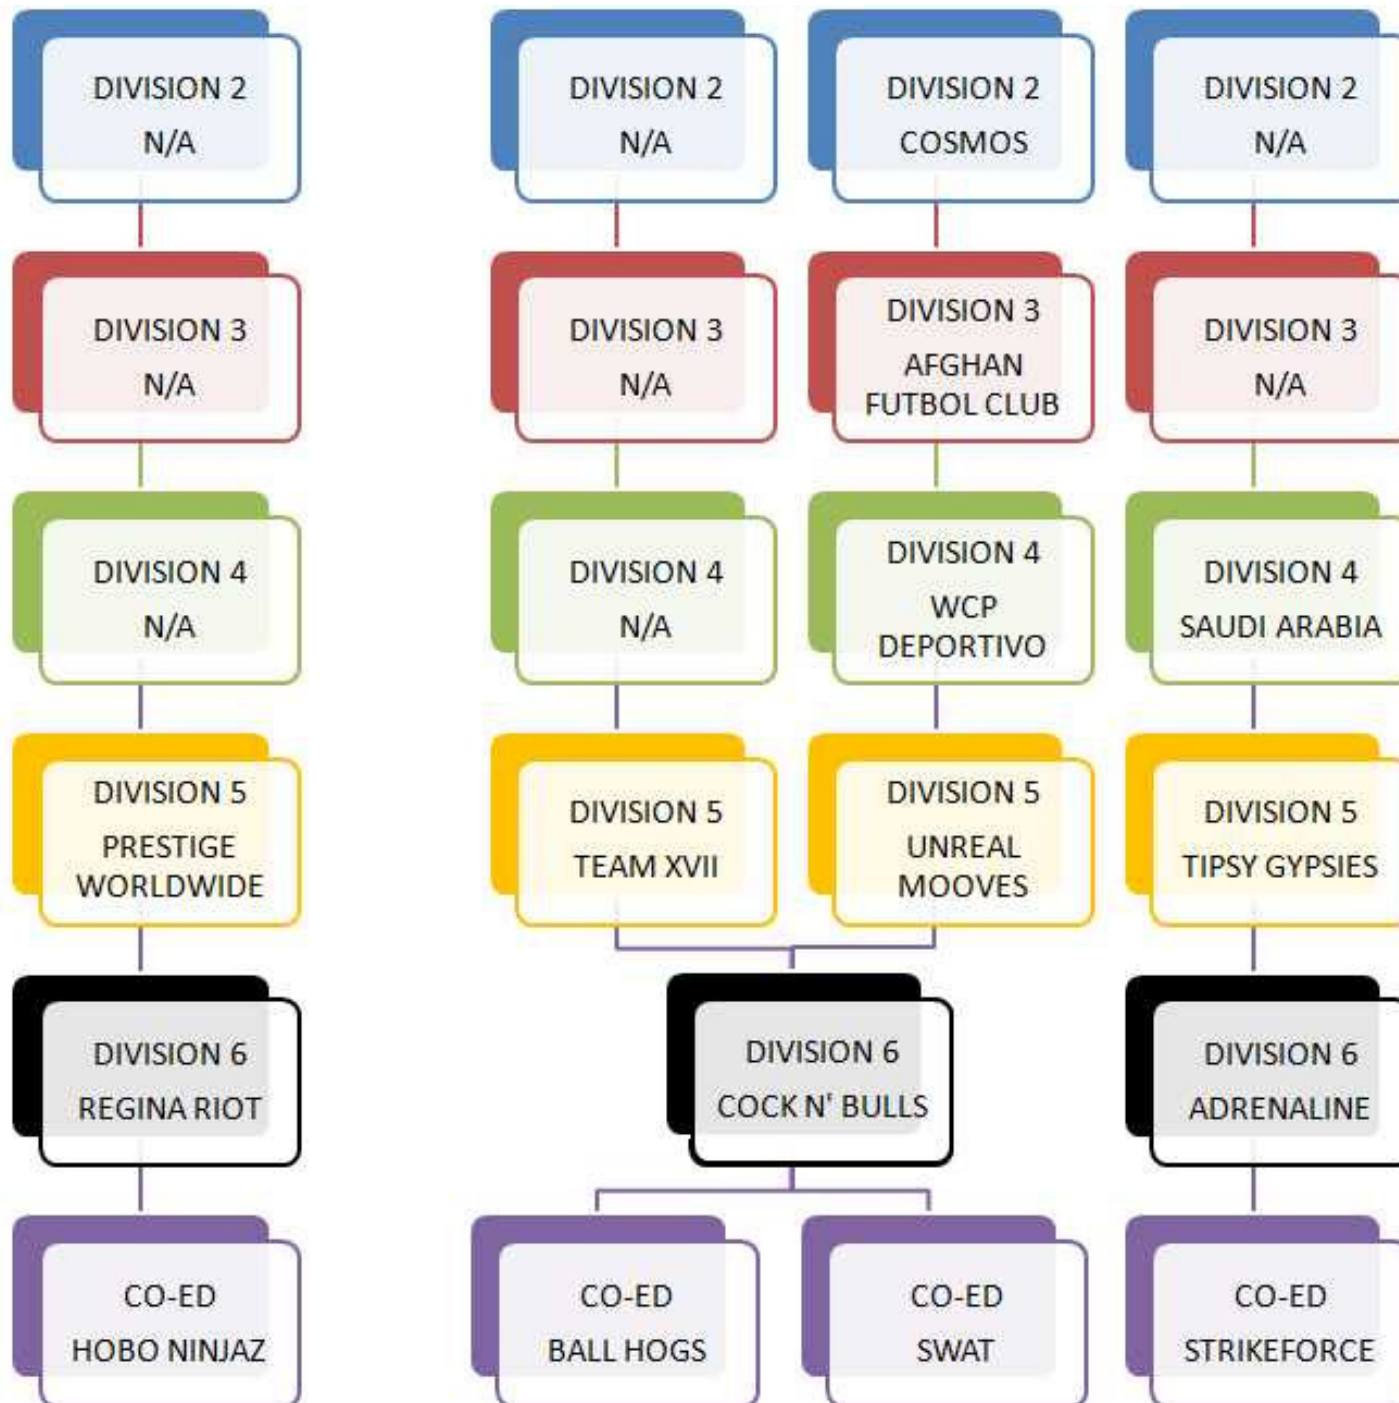 DIVISION 2
N/A
DIVISION 2
N/A
DIVISION 2
COSMOS
DIVISION 2
N/A
DIVISION 3
N/A
DIVISION 3
N/A
DIVISION 3
AFGHAN
FUTBOL CLUB
DIVISION 3
N/A
DIVISION 4
N/A
DIVISION 4
N/A
DIVISION 4
WCP
DEPORTIVO
DIVISION 4
SAUDI ARABIA
DIVISION 5
PRESTIGE
WORLDWIDE
DIVISION 5
TEAM XVII
DIVISION 5
UNREAL
MOOVES
DIVISION 5
TIPSY GYPSIES
DIVISION 6
REGINA RIOT
DIVISION 6
COCK N' BULLS
DIVISION 6
ADRENALINE
CO-ED
HOBO NINJAZ
CO-ED
BALL HOGS
CO-ED
SWAT
CO-ED
STRIKEFORCE